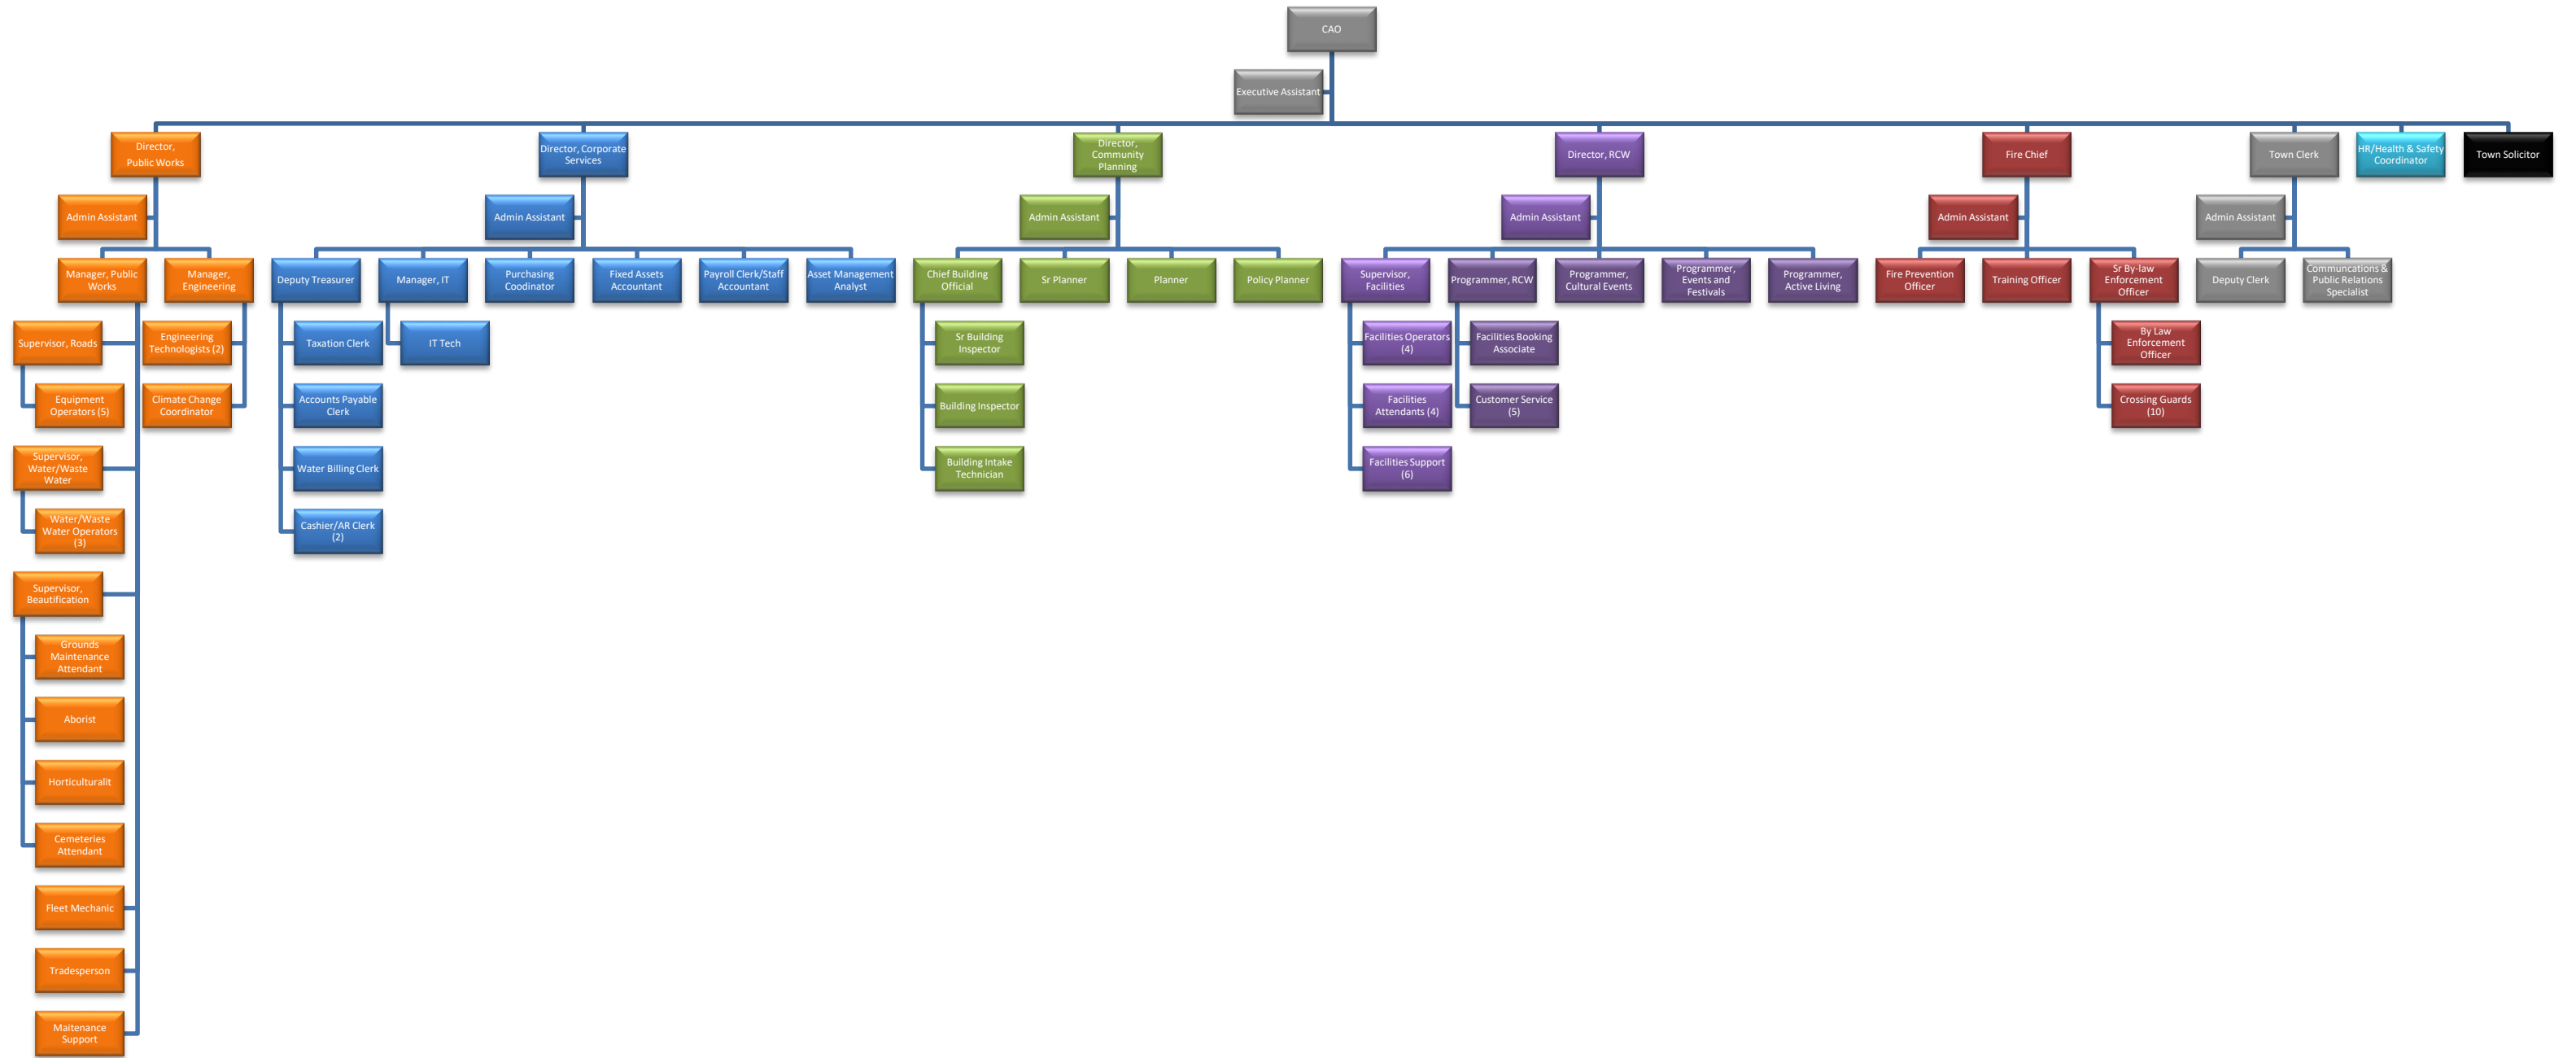 CAO
Executive Assistant
Director,
Public Works
Director, Corporate
Services
Director,
Community
Planning
Director, RCW
Fire Chief
Town Clerk
HR/Health & Safety
Coordinator
Town Solicitor
Admin Assistant
Admin Assistant
Admin Assistant
Admin Assistant
Admin Assistant
Admin Assistant
Manager, Public
Works
Manager,
Engineering
Deputy Treasurer
Manager, IT
Purchasing
Coodinator
Fixed Assets
Accountant
Payroll Clerk/Staff
Accountant
Asset Management
Analyst
Chief Building
Official
Sr Planner
Planner
Policy Planner
Supervisor,
Facilities
Programmer, RCW
Programmer,
Cultural Events
Programmer,
Events and
Festivals
Programmer,
Active Living
Fire Prevention
Officer
Training Officer
Sr By-law
Enforcement
Officer
Deputy Clerk
Communcations &
Public Relations
Specialist
Supervisor, Roads
Engineering
Technologists (2)
Taxation Clerk
IT Tech
Sr Building
Inspector
Facilities Operators
(4)
Facilities Booking
Associate
By Law
Enforcement
Officer
Equipment
Operators (5)
Climate Change
Coordinator
Accounts Payable
Clerk
Building Inspector
Facilities
Attendants (4)
Customer Service
(5)
Crossing Guards
(10)
Supervisor,
Water/Waste
Water
Water Billing Clerk
Building Intake
Technician
Facilities Support
(6)
Water/Waste
Water Operators
(3)
Cashier/AR Clerk
(2)
Supervisor,
Beautification
Grounds
Maintenance
Attendant
Aborist
Horticulturalit
Cemeteries
Attendant
Fleet Mechanic
Tradesperson
Maitenance
Support